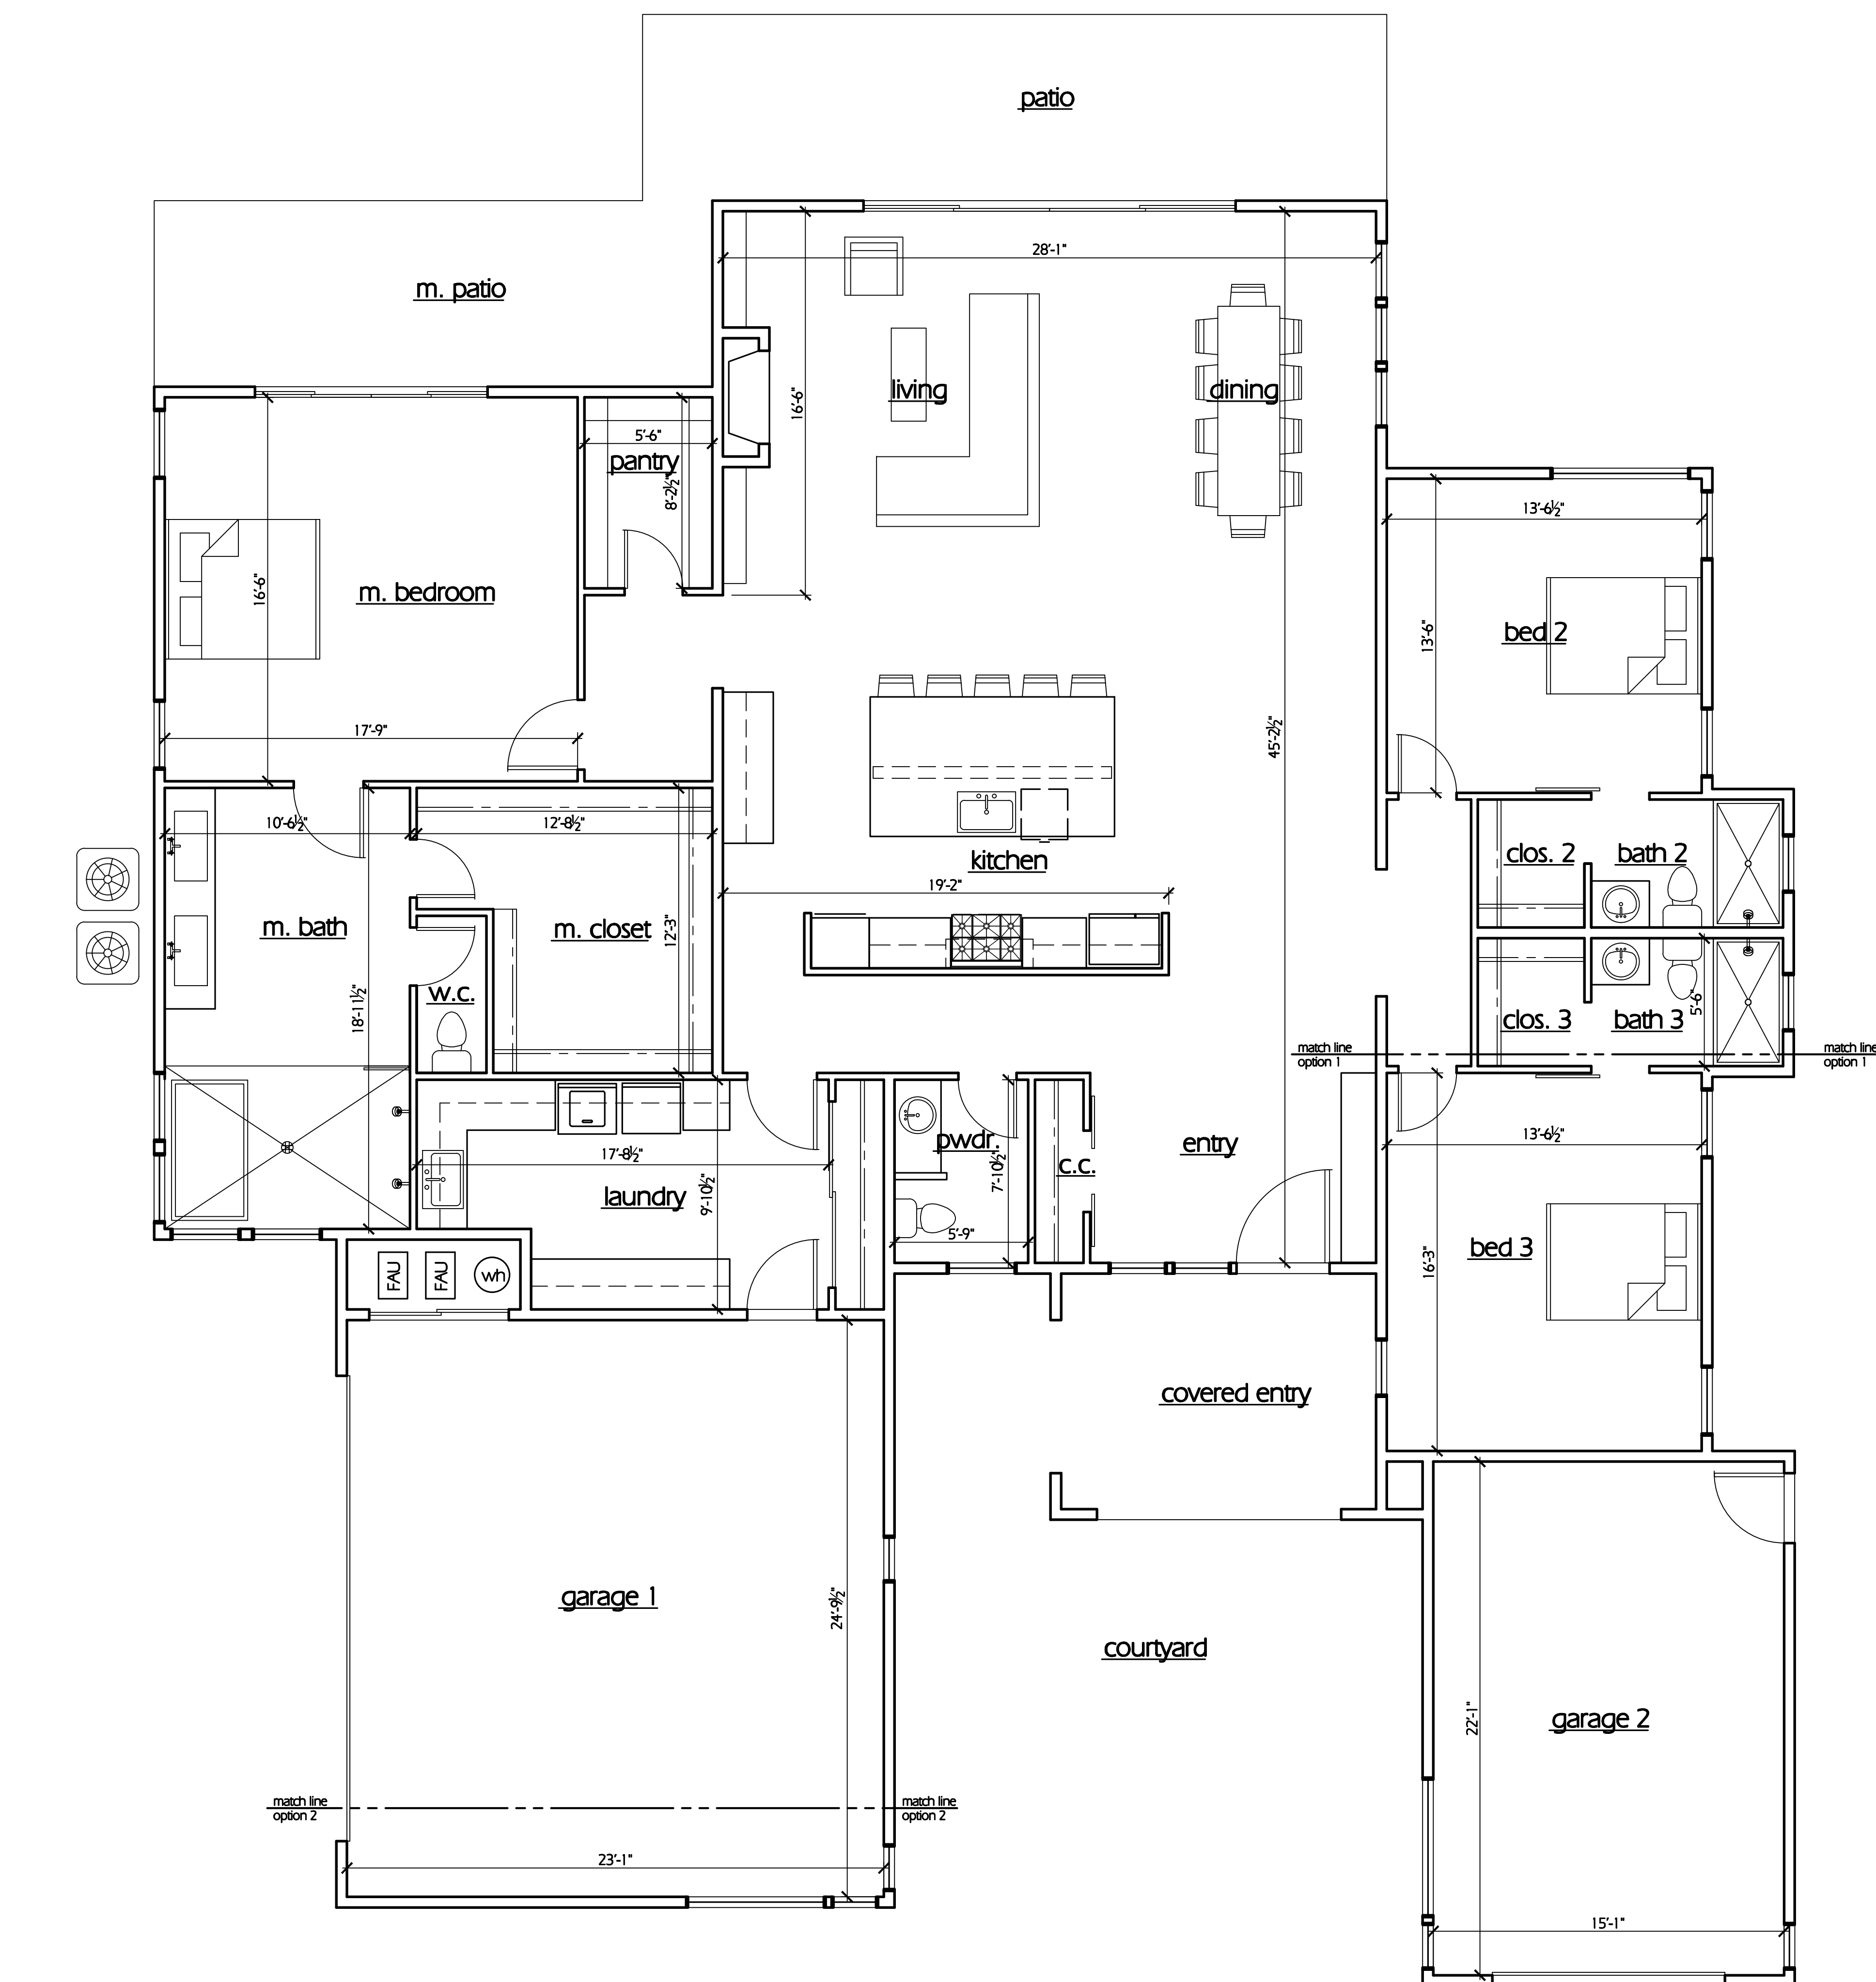 patio
28'-1"
m. patio
living
dining
16'-6"
5'-6"
pantry
8'-2½"
13'-6½"
m. bedroom
16'-6"
bed 2
13'-6"
17'-9"
45'-2½"
10'-6½"
12'-8½"
kitchen
19'-2"
clos. 2
bath 2
m. bath
m. closet
12'-3"
w.c.
18'-11½"
clos. 3
bath 3
5'-6"
match line
option 1
match line
option 1
17'-8½"
laundry
9'-10½"
pwdr.
7'-10½"
5'-9"
c.c.
entry
13'-6½"
bed 3
16'-3"
FAU
FAU
wh
covered entry
garage 1
24'-9½"
courtyard
garage 2
22'-1"
match line
option 2
match line
option 2
23'-1"
15'-1"